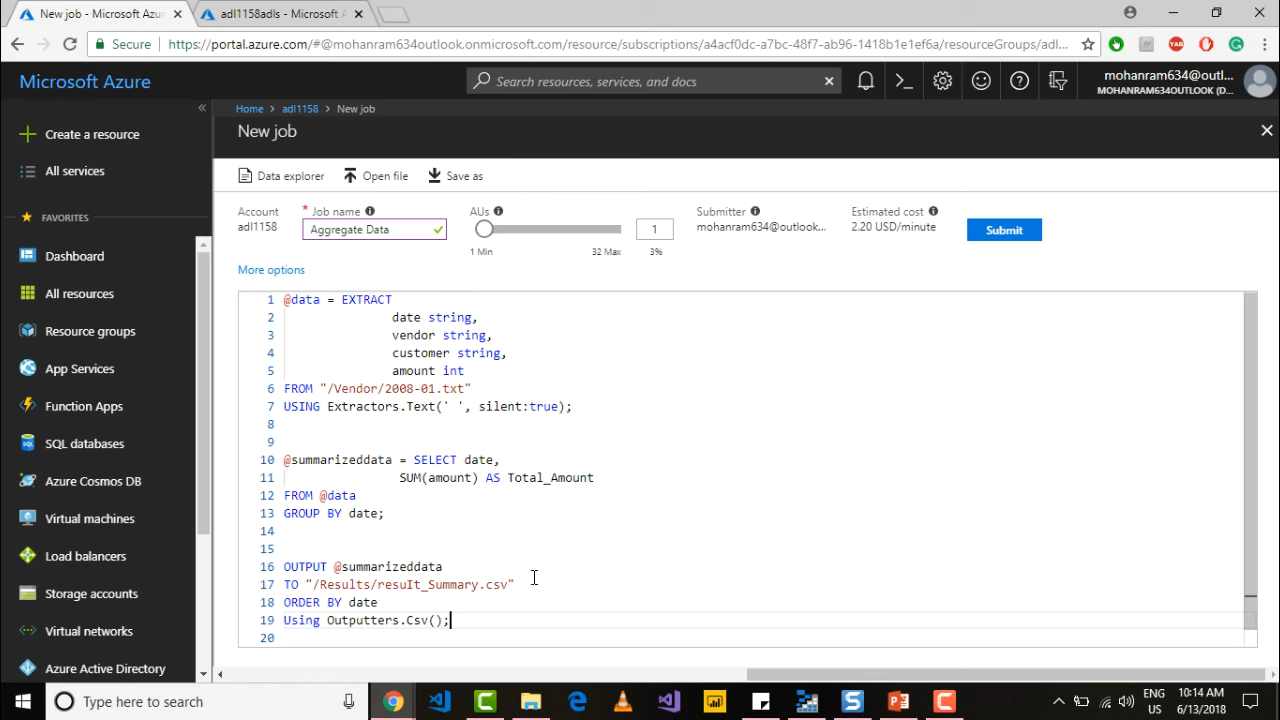 New job - Microsoft Azure
adl1158adls - Microsoft A
Secure
https://portal.azure.com/#@mohanram634outlook.onmicrosoft.com/resource/subscriptions/a4acf0dc-a7bc-48f7-ab96-1418b1e1ef6a/resourceGroups/adl
YAB
Microsoft Azure
Search resources, services, and docs
mohanram634@outl...
MOHANRAM634OUTLOOK (D...
Create a resource
All services
FAVORITES
Dashboard
All resources
Resource groups
App Services
Function Apps
SQL databases
Azure Cosmos DB
Virtual machines
Load balancers
Storage accounts
Virtual networks
Azure Active Directory
Home > adl1158 > New job
New job
Data explorer
Open file
Save as
Account
adl1158
* Job name
Aggregate Data
AUs
1 Min
32 Max
1
3%
Submitter
mohanram634@outlook...
Estimated cost
2.20 USD/minute
Submit
More options
1 @data = EXTRACT
2 date string,
3 vendor string,
4 customer string,
5 amount int
6 FROM "/Vendor/2008-01.txt"
7 USING Extractors.Text(' ', silent:true);
8
9
10 @summarizeddata = SELECT date,
11 SUM(amount) AS Total_Amount
12 FROM @data
13 GROUP BY date;
14
15
16 OUTPUT @summarizeddata
17 TO "/Results/resuIt_Summary.csv"
18 ORDER BY date
19 Using Outputters.Csv();
20
Type here to search
ENG
US
10:14 AM
6/13/2018